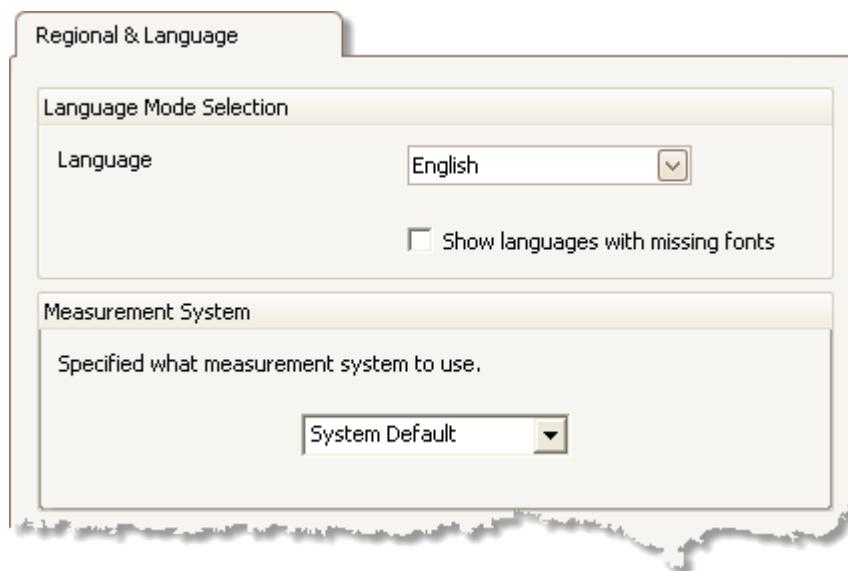 Regional & Language
Language Mode Selection
Language
English
Show languages with missing fonts
Measurement System
Specified what measurement system to use.
System Default